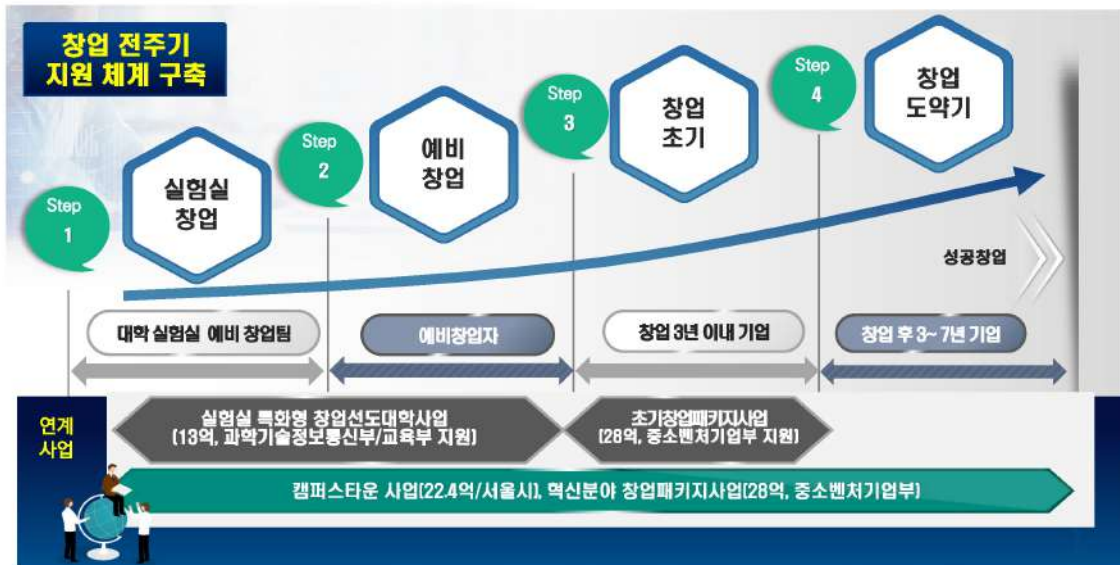 창업 전주기
지원 체계 구축
Step
1
실험실
창업
Step
2
예비
창업
Step
3
창업
초기
Step
4
창업
도약기
성공창업
대학 실험실 예비 창업팀
예비창업자
창업 3년 이내 기업
창업 후 3~ 7년 기업
연계
사업
실험실 특화형 창업선도대학사업
(13억, 과학기술정보통신부/교육부 지원)
초기창업패키지사업
(28억, 중소벤처기업부 지원)
캠퍼스타운 사업(22.4억/서울시), 혁신분야 창업패키지사업(28억, 중소벤처기업부)